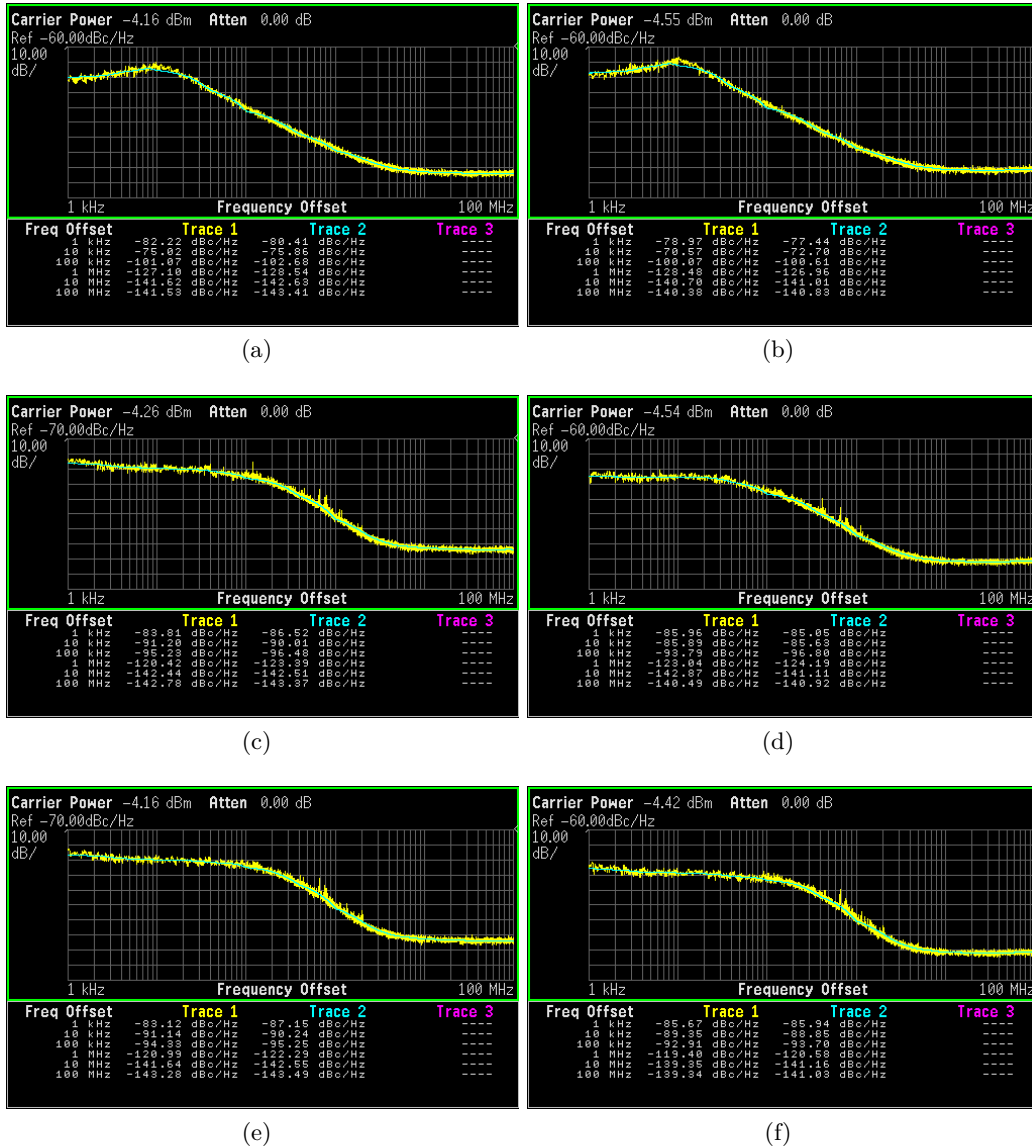 Carrier Power -4.16 dBm Atten 0.00 dB
Ref -60.00dBc/Hz
10.00
dB/
1 kHz Frequency Offset 100 MHz
Freq Offset Trace 1 Trace 2 Trace 3
1 kHz -82.22 dBc/Hz -80.41 dBc/Hz ----
10 kHz -75.02 dBc/Hz -75.86 dBc/Hz ----
100 kHz -101.07 dBc/Hz -102.68 dBc/Hz ----
1 MHz -127.10 dBc/Hz -128.54 dBc/Hz ----
10 MHz -141.62 dBc/Hz -142.63 dBc/Hz ----
100 MHz -141.53 dBc/Hz -143.41 dBc/Hz ----
(a)
Carrier Power -4.55 dBm Atten 0.00 dB
Ref -60.00dBc/Hz
10.00
dB/
1 kHz Frequency Offset 100 MHz
Freq Offset Trace 1 Trace 2 Trace 3
1 kHz -78.97 dBc/Hz -77.44 dBc/Hz ----
10 kHz -70.57 dBc/Hz -72.70 dBc/Hz ----
100 kHz -100.07 dBc/Hz -100.61 dBc/Hz ----
1 MHz -128.48 dBc/Hz -126.96 dBc/Hz ----
10 MHz -140.70 dBc/Hz -141.01 dBc/Hz ----
100 MHz -140.38 dBc/Hz -140.83 dBc/Hz ----
(b)
Carrier Power -4.26 dBm Atten 0.00 dB
Ref -70.00dBc/Hz
10.00
dB/
1 kHz Frequency Offset 100 MHz
Freq Offset Trace 1 Trace 2 Trace 3
1 kHz -83.81 dBc/Hz -86.52 dBc/Hz ----
10 kHz -91.20 dBc/Hz -90.01 dBc/Hz ----
100 kHz -95.23 dBc/Hz -96.48 dBc/Hz ----
1 MHz -120.42 dBc/Hz -123.39 dBc/Hz ----
10 MHz -142.44 dBc/Hz -142.51 dBc/Hz ----
100 MHz -142.78 dBc/Hz -143.37 dBc/Hz ----
(c)
Carrier Power -4.54 dBm Atten 0.00 dB
Ref -60.00dBc/Hz
10.00
dB/
1 kHz Frequency Offset 100 MHz
Freq Offset Trace 1 Trace 2 Trace 3
1 kHz -85.96 dBc/Hz -85.05 dBc/Hz ----
10 kHz -85.89 dBc/Hz -85.63 dBc/Hz ----
100 kHz -93.79 dBc/Hz -96.80 dBc/Hz ----
1 MHz -123.04 dBc/Hz -124.19 dBc/Hz ----
10 MHz -142.87 dBc/Hz -141.11 dBc/Hz ----
100 MHz -140.49 dBc/Hz -140.92 dBc/Hz ----
(d)
Carrier Power -4.16 dBm Atten 0.00 dB
Ref -70.00dBc/Hz
10.00
dB/
1 kHz Frequency Offset 100 MHz
Freq Offset Trace 1 Trace 2 Trace 3
1 kHz -83.12 dBc/Hz -87.15 dBc/Hz ----
10 kHz -91.14 dBc/Hz -90.24 dBc/Hz ----
100 kHz -94.33 dBc/Hz -95.25 dBc/Hz ----
1 MHz -120.99 dBc/Hz -122.29 dBc/Hz ----
10 MHz -141.64 dBc/Hz -142.55 dBc/Hz ----
100 MHz -143.28 dBc/Hz -143.49 dBc/Hz ----
(e)
Carrier Power -4.42 dBm Atten 0.00 dB
Ref -60.00dBc/Hz
10.00
dB/
1 kHz Frequency Offset 100 MHz
Freq Offset Trace 1 Trace 2 Trace 3
1 kHz -85.67 dBc/Hz -85.94 dBc/Hz ----
10 kHz -89.35 dBc/Hz -88.85 dBc/Hz ----
100 kHz -92.91 dBc/Hz -93.70 dBc/Hz ----
1 MHz -119.40 dBc/Hz -120.58 dBc/Hz ----
10 MHz -139.35 dBc/Hz -141.16 dBc/Hz ----
100 MHz -139.34 dBc/Hz -141.03 dBc/Hz ----
(f)